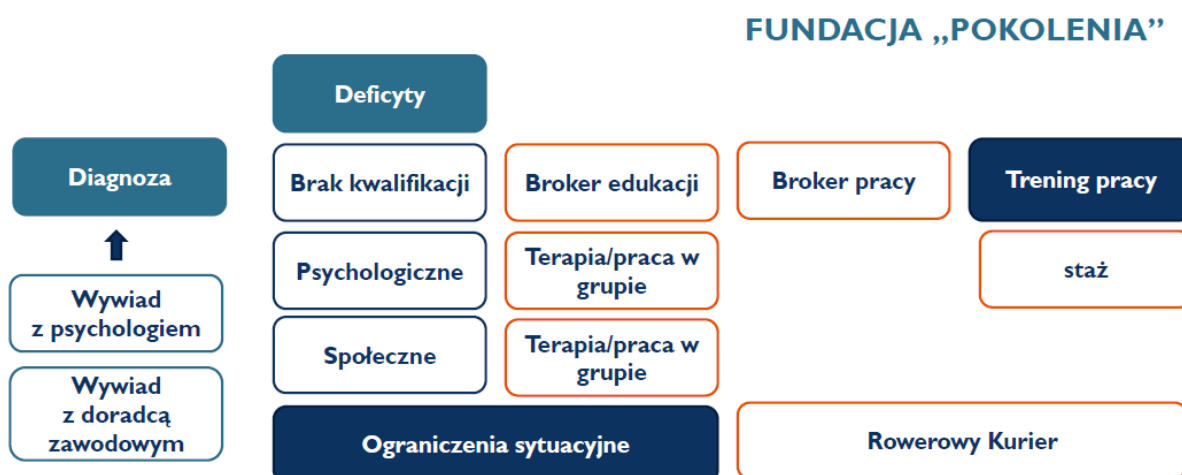 FUNDACJA „POKOLENIA”
Deficyty
Diagnoza
Brak kwalifikacji
Broker edukacji
Broker pracy
Trening pracy
Wywiad
z psychologiem
Psychologiczne
Terapia/praca w
grupie
staż
Wywiad
z doradcą
zawodowym
Społeczne
Terapia/praca w
grupie
Ograniczenia sytuacyjne
Rowerowy Kurier